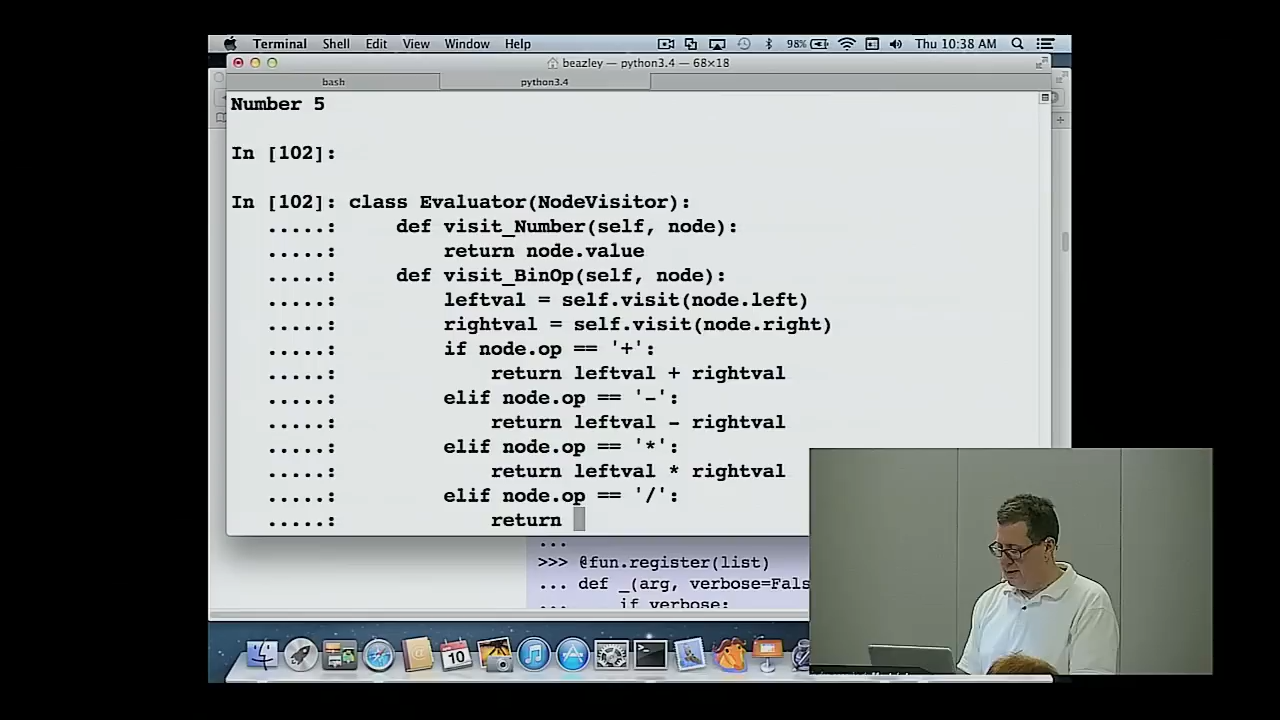 Terminal Shell Edit View Window Help 98% Thu 10:38 AM
beazley — python3.4 — 68×18
bash python3.4
Number 5
In [102]:
In [102]: class Evaluator(NodeVisitor):
.....: def visit_Number(self, node):
.....: return node.value
.....: def visit_BinOp(self, node):
.....: leftval = self.visit(node.left)
.....: rightval = self.visit(node.right)
.....: if node.op == '+':
.....: return leftval + rightval
.....: elif node.op == '-':
.....: return leftval - rightval
.....: elif node.op == '*':
.....: return leftval * rightval
.....: elif node.op == '/':
.....: return
...
>>> @fun.register(list)
... def _(arg, verbose=Fals
... if verbose:
10